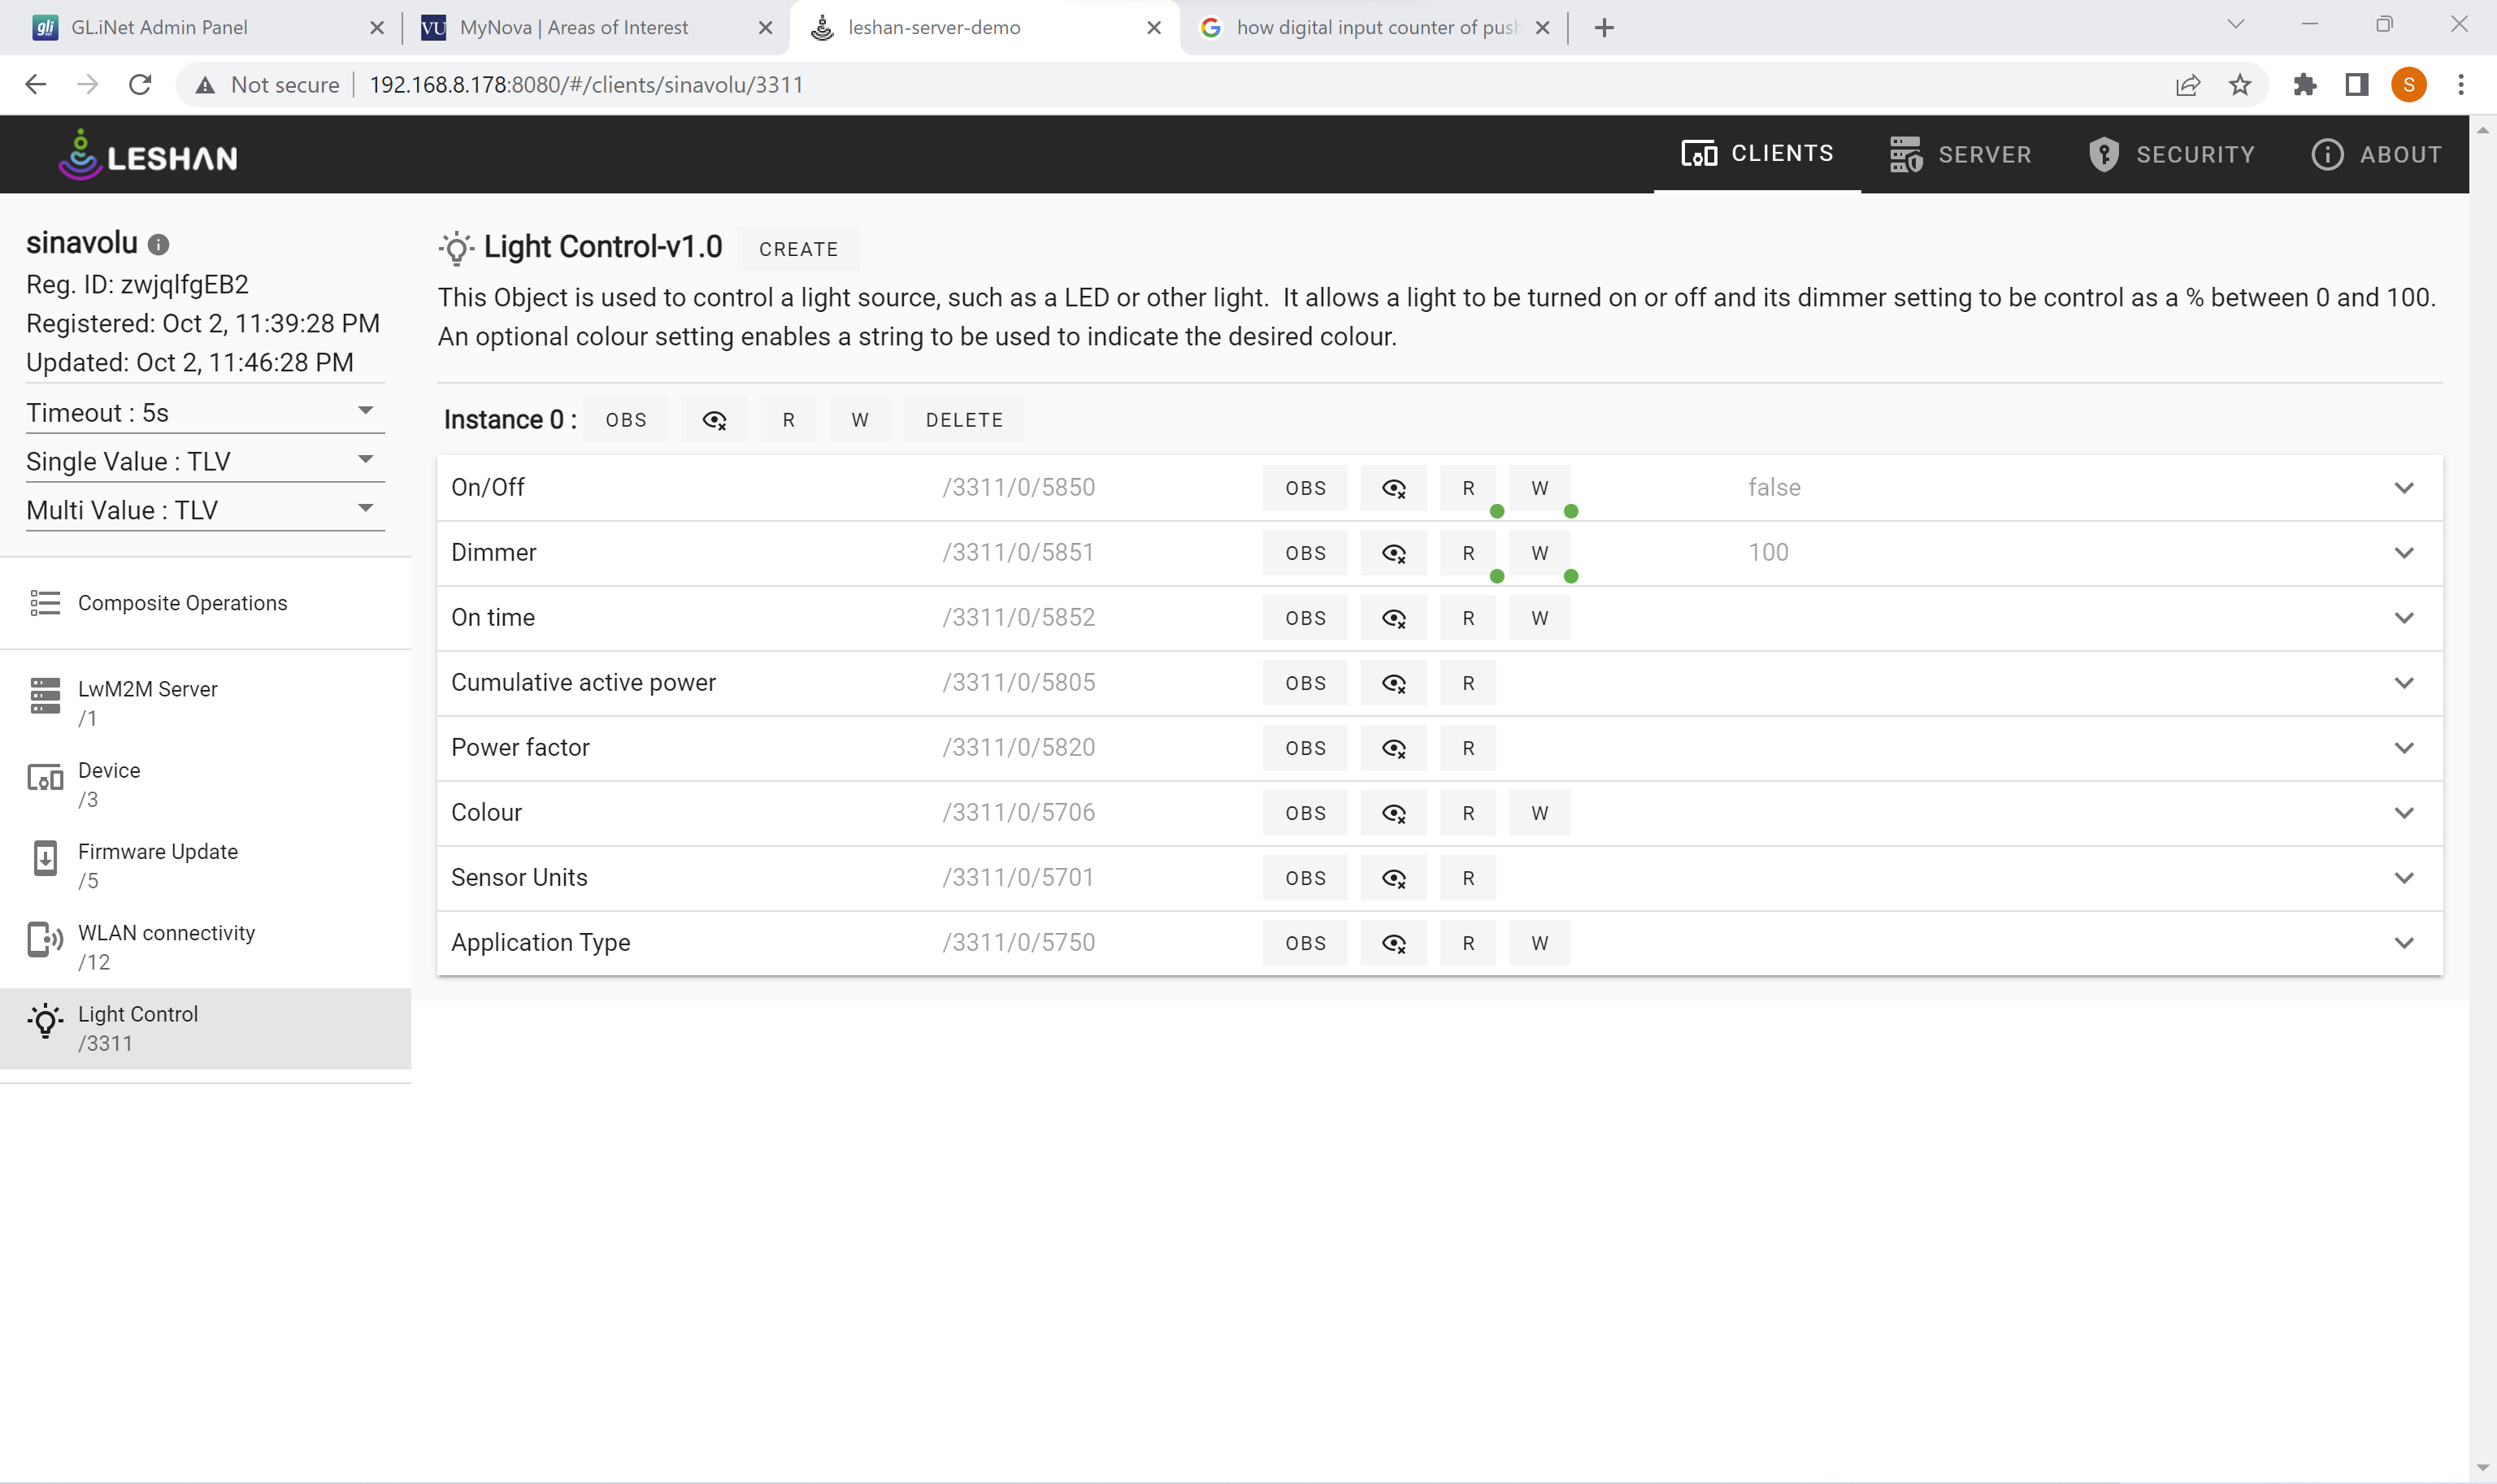 gli GL.iNet Admin Panel
VU MyNova | Areas of Interest
leshan-server-demo
how digital input counter of push
Not secure
192.168.8.178:8080/#/clients/sinavolu/3311
S
LESHAN
CLIENTS
SERVER
SECURITY
ABOUT
sinavolu
Reg. ID: zwjqlfgEB2
Registered: Oct 2, 11:39:28 PM
Updated: Oct 2, 11:46:28 PM
Timeout : 5s
Single Value : TLV
Multi Value : TLV
Composite Operations
LwM2M Server
/1
Device
/3
Firmware Update
/5
WLAN connectivity
/12
Light Control
/3311
Light Control-v1.0 CREATE
This Object is used to control a light source, such as a LED or other light. It allows a light to be turned on or off and its dimmer setting to be control as a % between 0 and 100.
An optional colour setting enables a string to be used to indicate the desired colour.
Instance 0 : OBS R W DELETE
On/Off /3311/0/5850 OBS R W false
Dimmer /3311/0/5851 OBS R W 100
On time /3311/0/5852 OBS R W
Cumulative active power /3311/0/5805 OBS R
Power factor /3311/0/5820 OBS R
Colour /3311/0/5706 OBS R W
Sensor Units /3311/0/5701 OBS R
Application Type /3311/0/5750 OBS R W